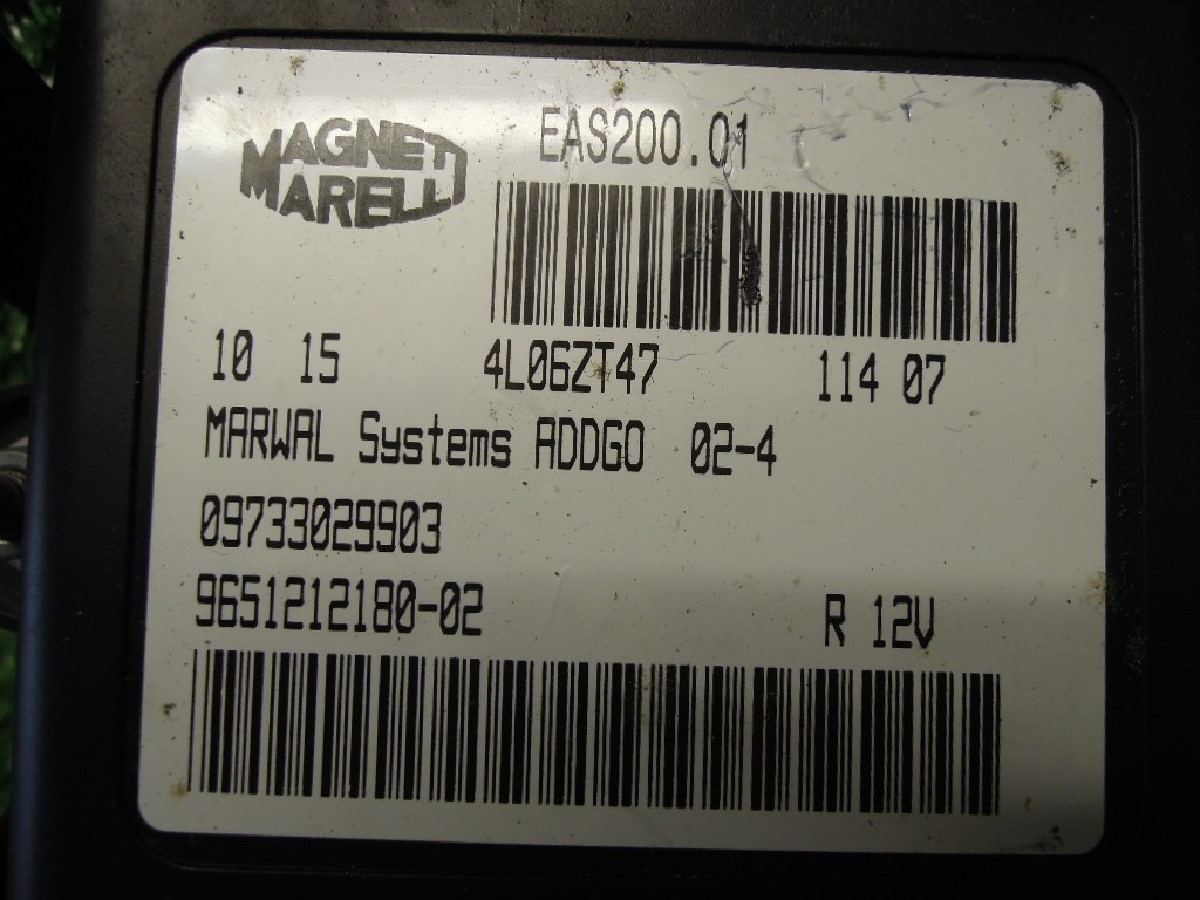 MAGNETI
MARELLI
EAS200.01
10 15 4L06ZT47 114 07
MARWAL Systems ADDGO 02-4
09733029903
9651212180-02
R 12V